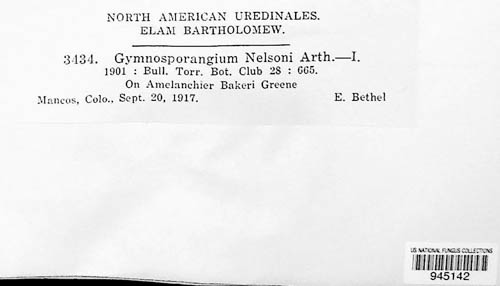 NORTH AMERICAN UREDINALES.
ELAM BARTHOLOMEW.
3434. Gymnosporangium Nelsoni Arth.—I.
1901 : Bull. Torr. Bot. Club 28 : 665.
On Amelanchier Bakeri Greene
Mancos, Colo., Sept. 20, 1917. E. Bethel
US NATIONAL FUNGUS COLLECTIONS
945142